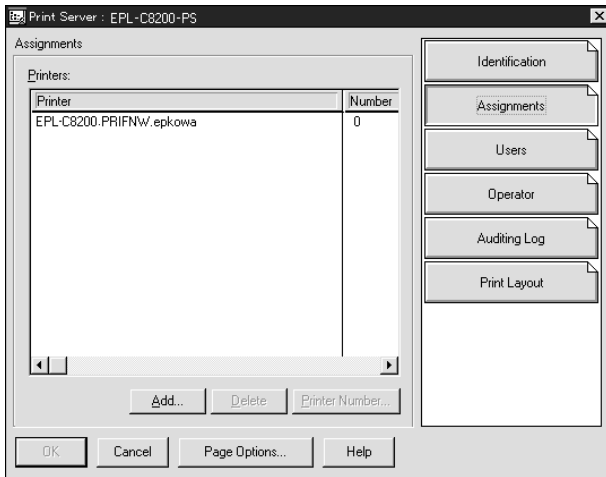 Print Server : EPL-C8200-PS
Assignments
Printers:
Printer Number
EPL-C8200.PRIFNW.epkowa 0
Add... Delete Printer Number...
OK Cancel Page Options... Help
Identification
Assignments
Users
Operator
Auditing Log
Print Layout